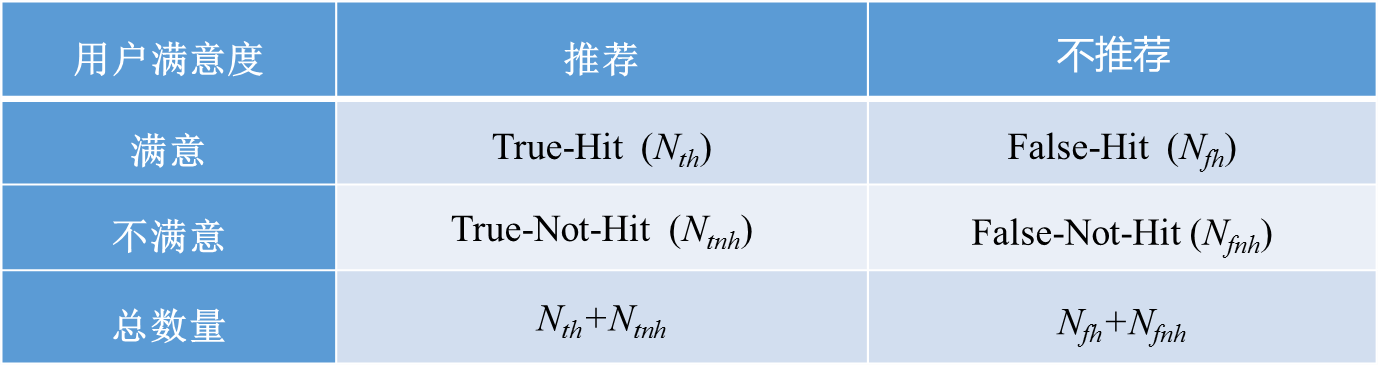 用户满意度 推荐 不推荐
满意 True-Hit (Nth) False-Hit (Nfh)
不满意 True-Not-Hit (Ntnh) False-Not-Hit (Nfnh)
总数量 Nth+Ntnh Nfh+Nfnh